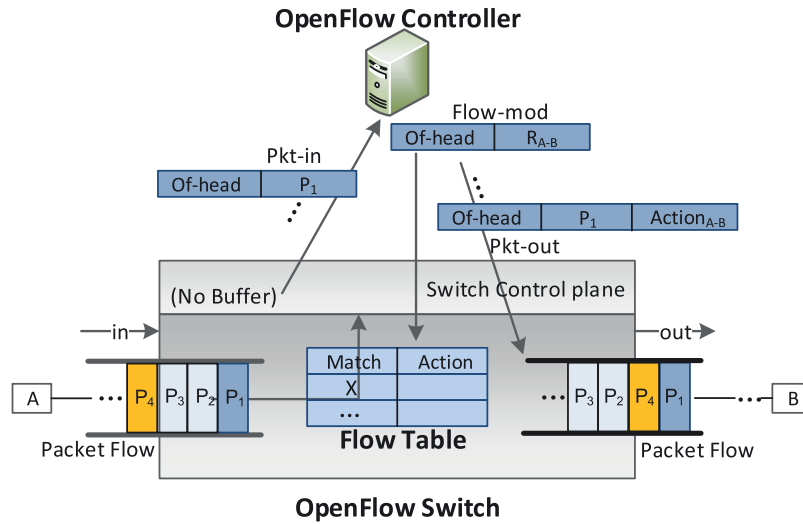 OpenFlow Controller
Flow-mod
Of-head R_A-B
Pkt-in
Of-head P₁
Of-head P₁ Action_A-B
Pkt-out
(No Buffer)
Switch Control plane
in
out
Match Action
X
...
Flow Table
A
... P₄ P₃ P₂ P₁
... P₃ P₂ P₄ P₁ ...
B
Packet Flow
Packet Flow
OpenFlow Switch